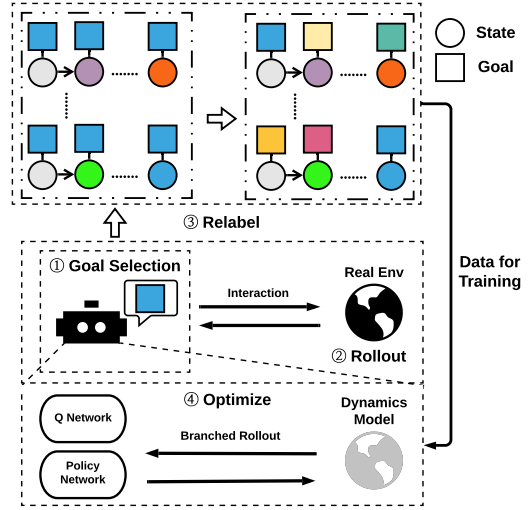 State
Goal
③ Relabel
Data for
Training
① Goal Selection
Interaction
Real Env
② Rollout
④ Optimize
Q Network
Policy
Network
Branched Rollout
Dynamics
Model